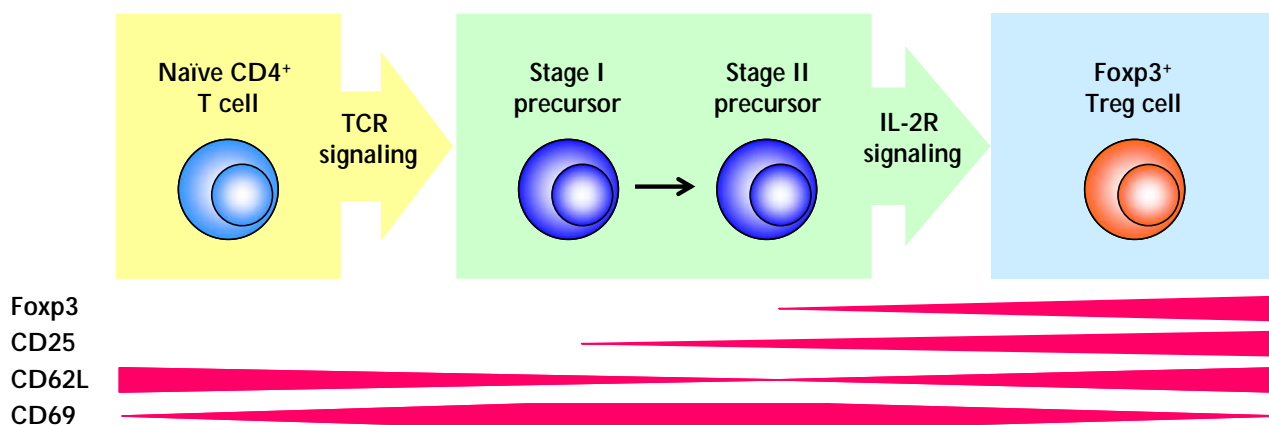 Naïve CD4⁺
T cell
TCR
signaling
Stage I
precursor
Stage II
precursor
IL-2R
signaling
Foxp3⁺
Treg cell
Foxp3
CD25
CD62L
CD69